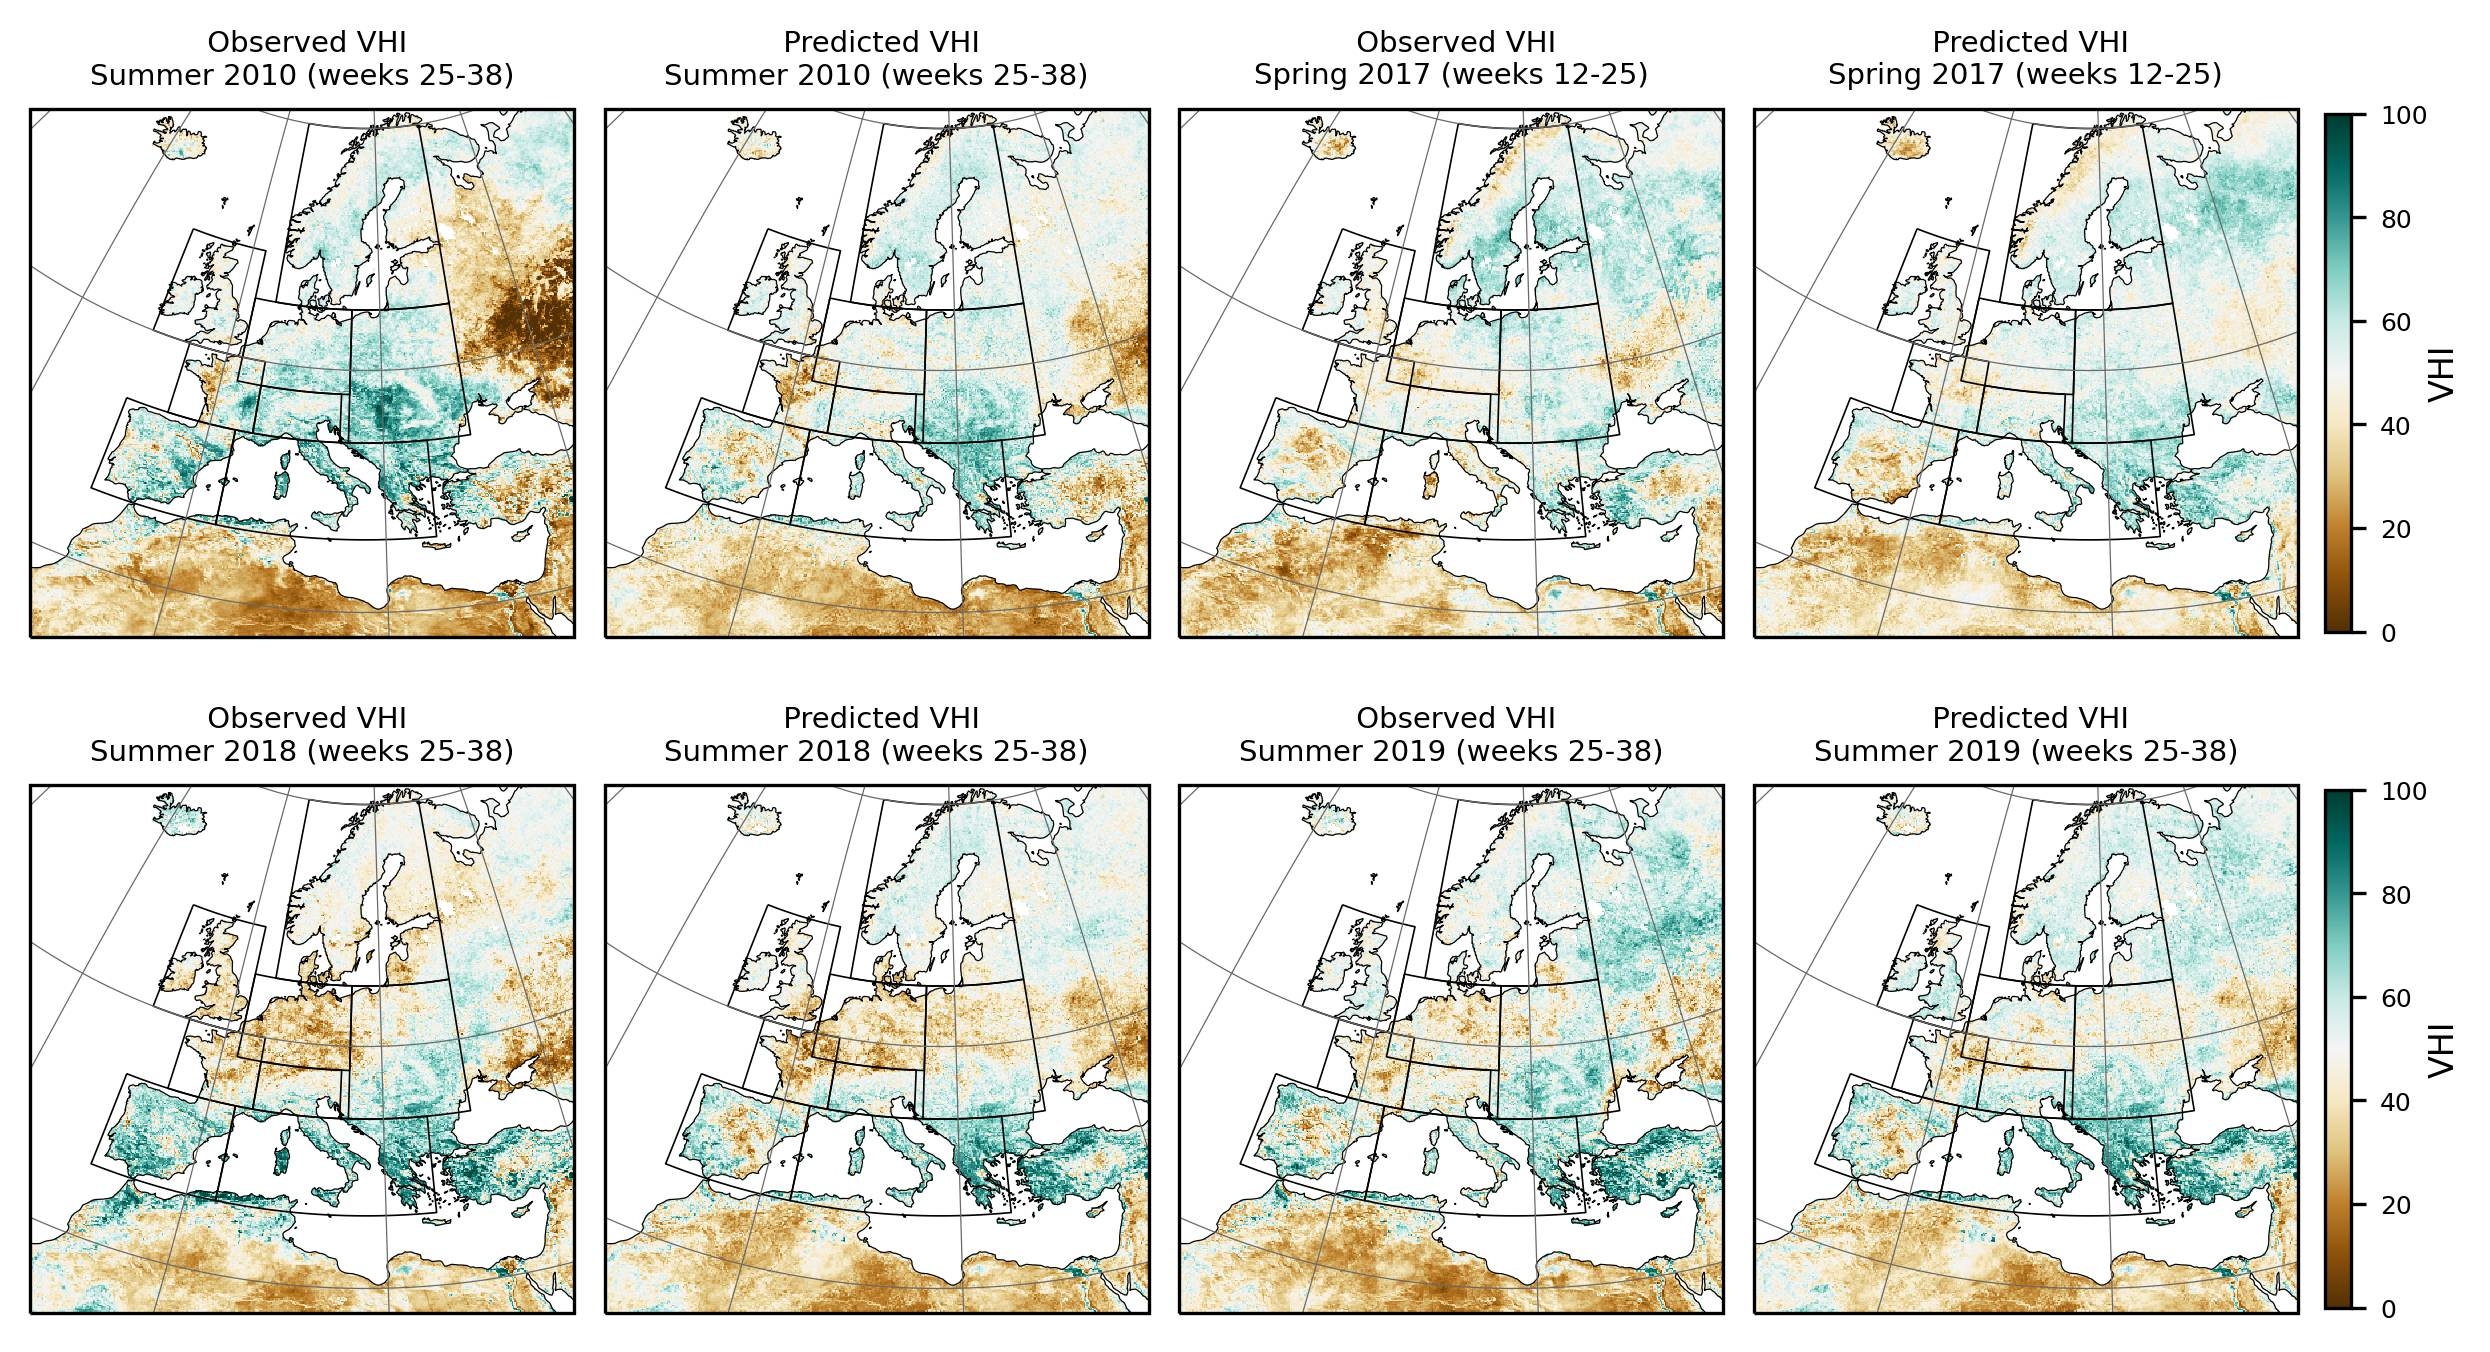 Observed VHI
Summer 2010 (weeks 25-38)
Predicted VHI
Summer 2010 (weeks 25-38)
Observed VHI
Spring 2017 (weeks 12-25)
Predicted VHI
Spring 2017 (weeks 12-25)
100
80
60
40
20
0
VHI
Observed VHI
Summer 2018 (weeks 25-38)
Predicted VHI
Summer 2018 (weeks 25-38)
Observed VHI
Summer 2019 (weeks 25-38)
Predicted VHI
Summer 2019 (weeks 25-38)
100
80
60
40
20
0
VHI